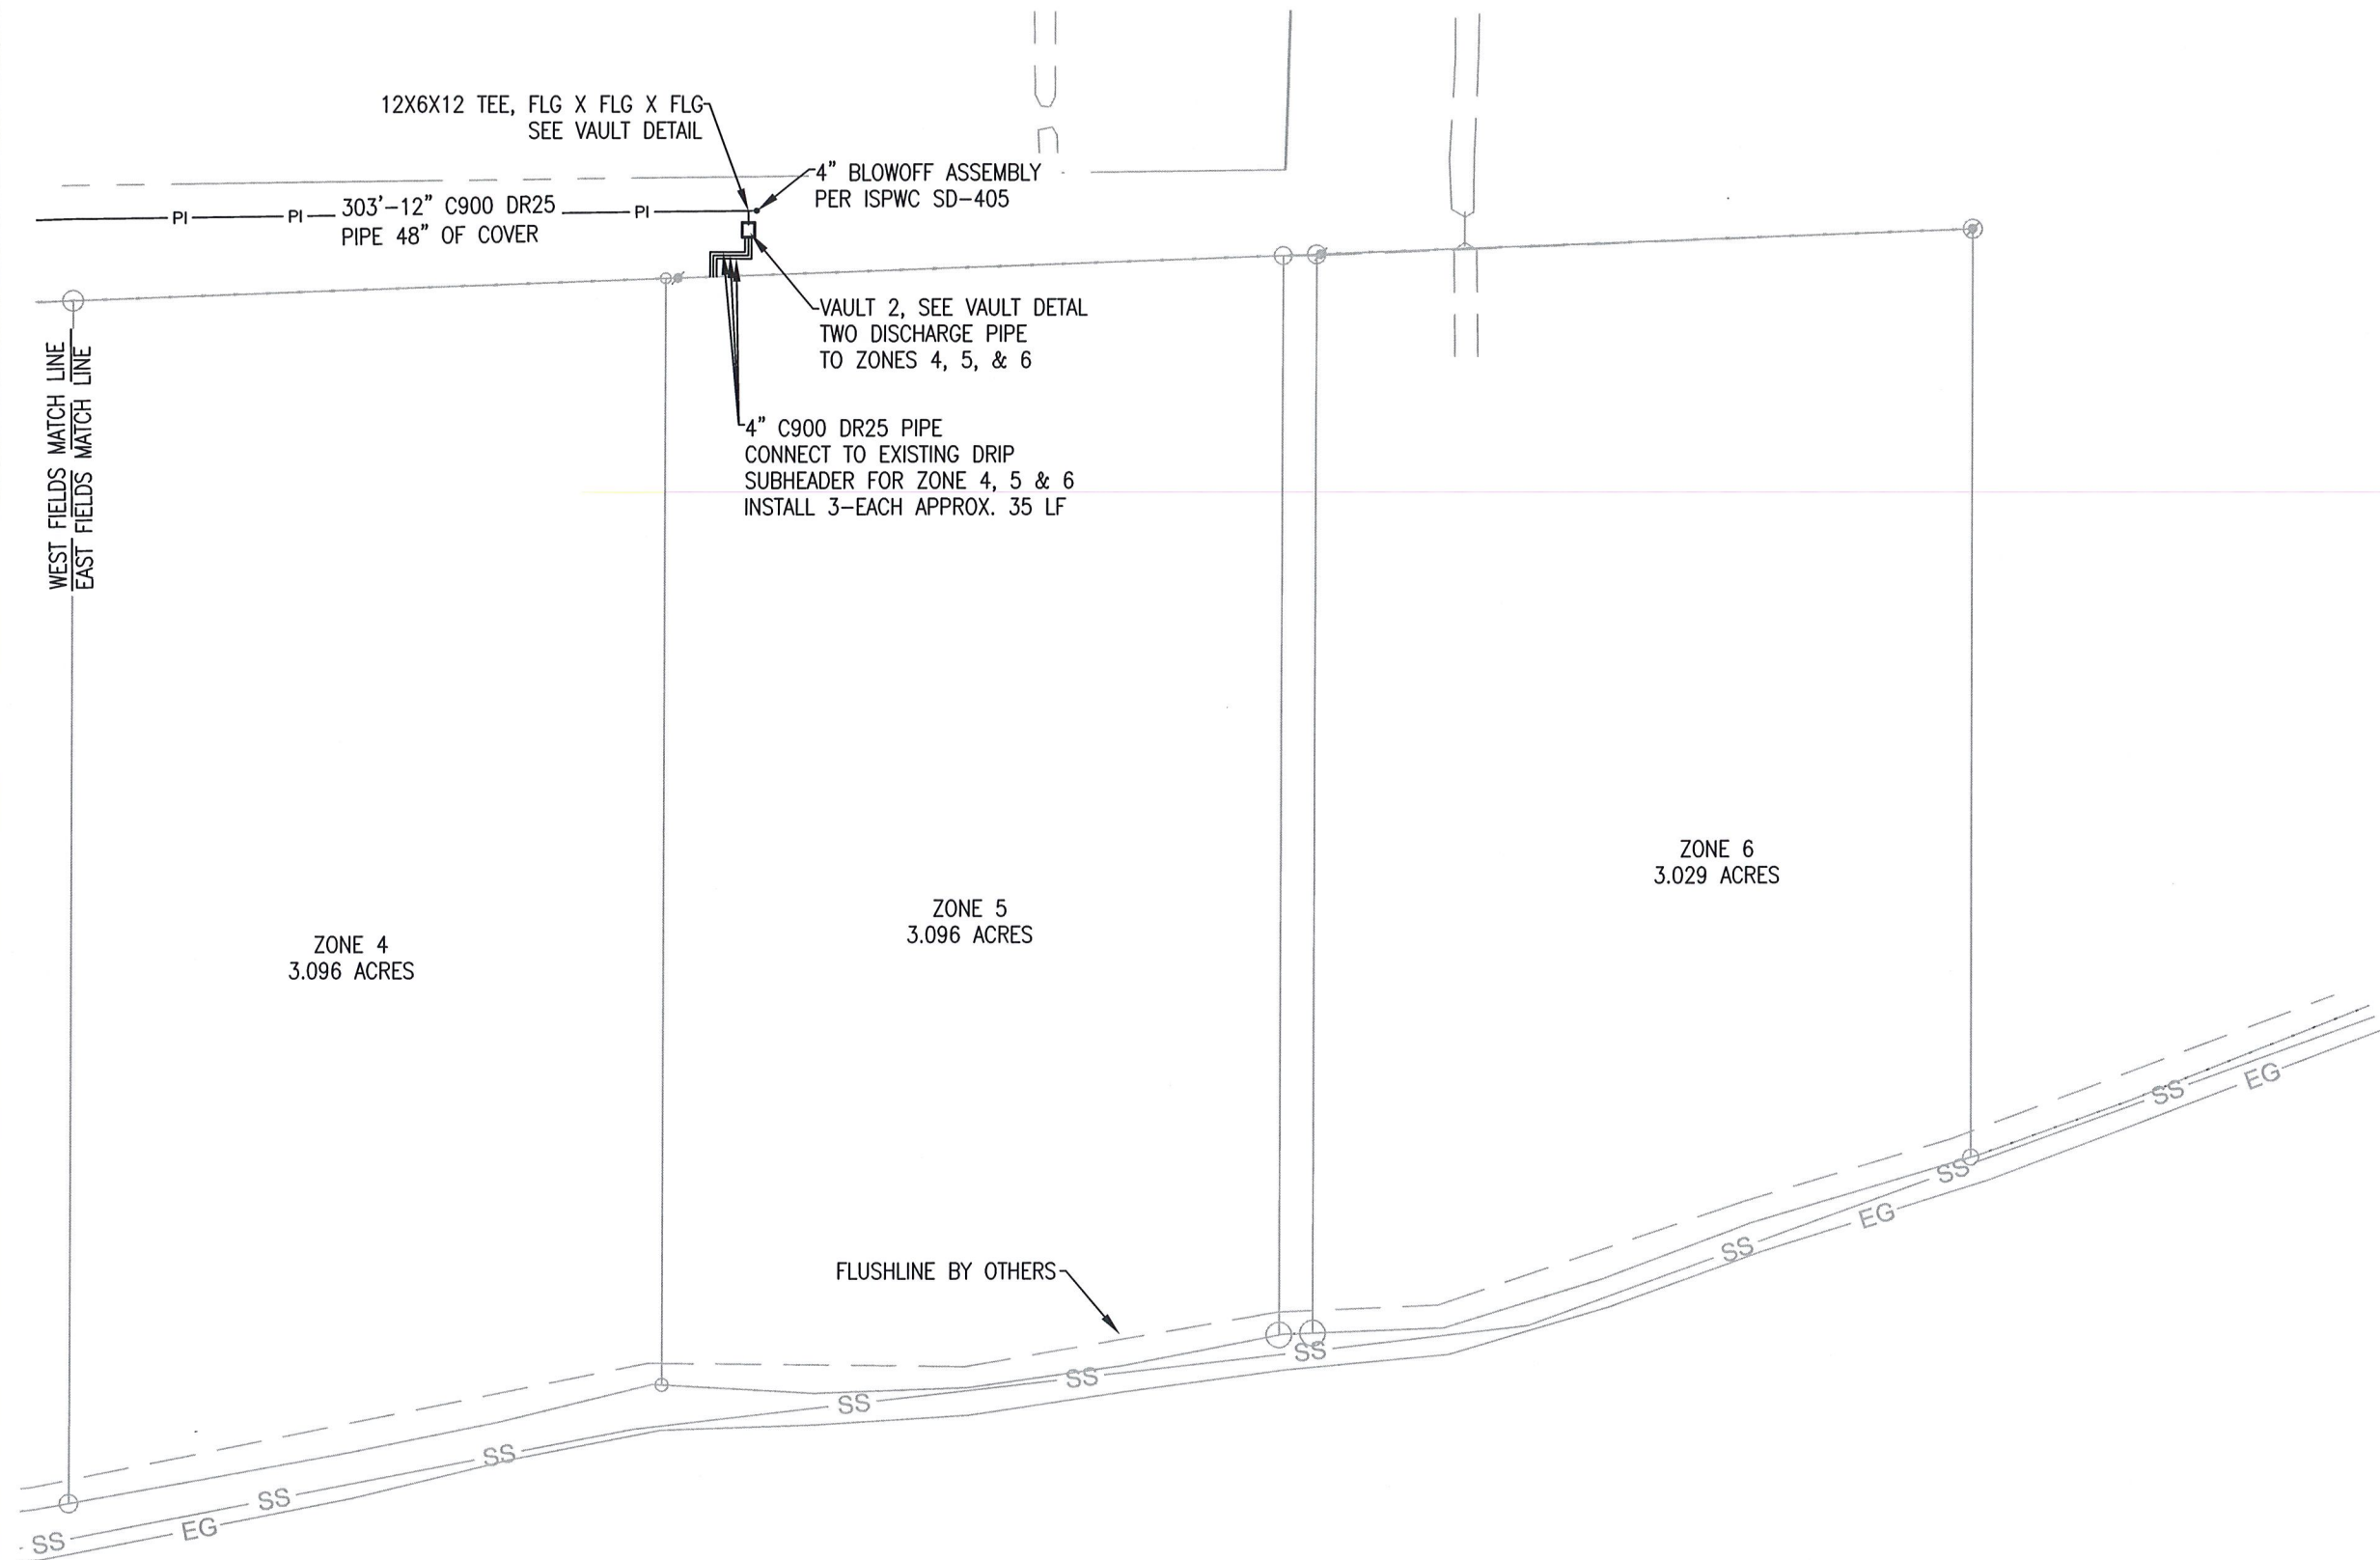 12X6X12 TEE, FLG X FLG X FLG
SEE VAULT DETAIL
4" BLOWOFF ASSEMBLY
PER ISPWC SD-405
PI
PI
303'-12" C900 DR25
PIPE 48" OF COVER
PI
VAULT 2, SEE VAULT DETAL
TWO DISCHARGE PIPE
TO ZONES 4, 5, & 6
WEST FIELDS MATCH LINE
EAST FIELDS MATCH LINE
4" C900 DR25 PIPE
CONNECT TO EXISTING DRIP
SUBHEADER FOR ZONE 4, 5 & 6
INSTALL 3-EACH APPROX. 35 LF
ZONE 6
3.029 ACRES
ZONE 5
3.096 ACRES
ZONE 4
3.096 ACRES
FLUSHLINE BY OTHERS
SS
EG
SS
EG
SS
SS
SS
SS
SS
SS
EG
SS